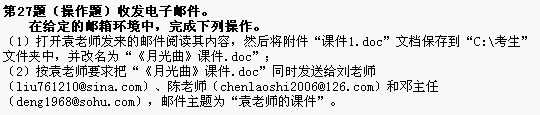 第27题（操作题）收发电子邮件。
在给定的邮箱环境中，完成下列操作。
（1）打开袁老师发来的邮件阅读其内容，然后将附件“课件1.doc”文档保存到“C:\考生”
文件夹中，并改名为“《月光曲》课件.doc”；
（2）按袁老师要求把“《月光曲》课件.doc”同时发送给刘老师
（liu761210@sina.com）、陈老师（chenlaoshi2006@126.com）和邓主任
（deng1968@sohu.com），邮件主题为“袁老师的课件”。